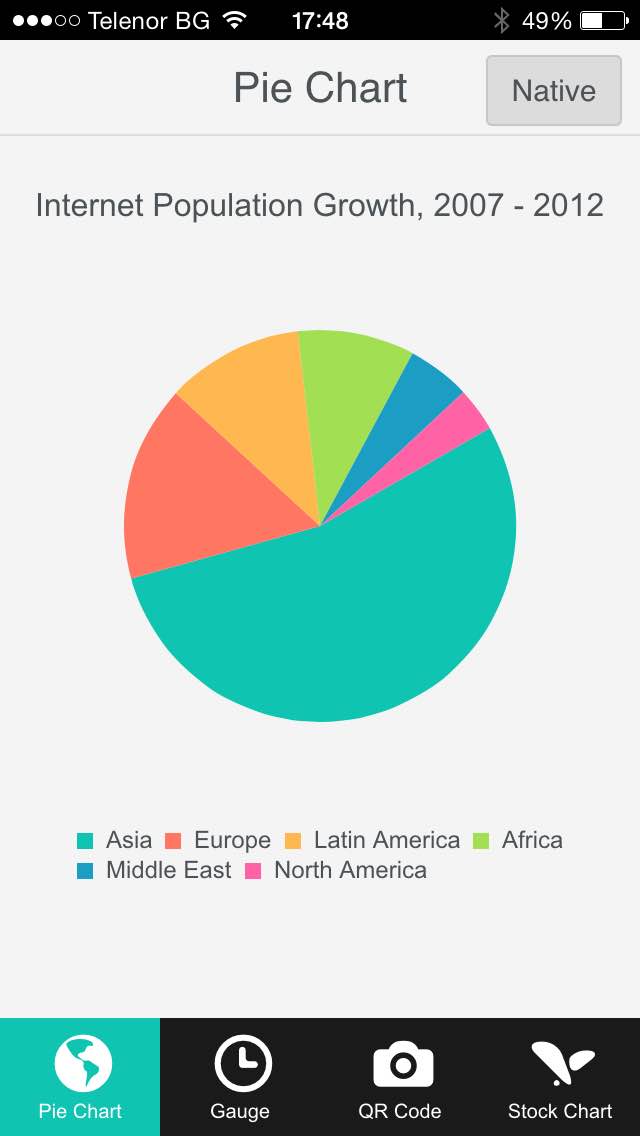 Telenor BG 17:48 49%
Pie Chart Native
Internet Population Growth, 2007 - 2012
Asia Europe Latin America Africa
Middle East North America
Pie Chart Gauge QR Code Stock Chart